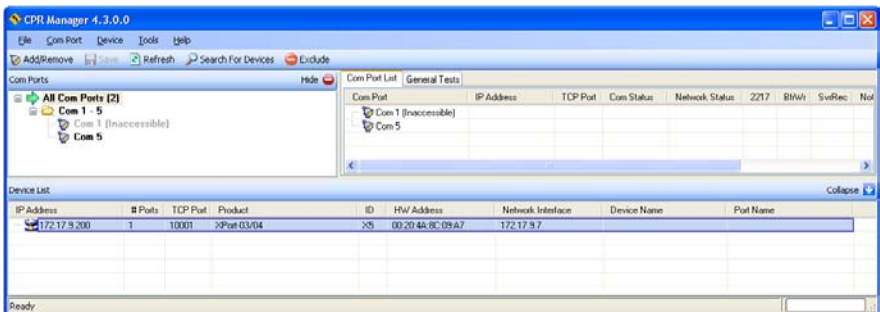 CPR Manager 4.3.0.0
File Com Port Device Tools Help
Add/Remove Save Refresh Search For Devices Exclude
Com Ports Hide
All Com Ports (2)
Com 1 - 5
Com 1 (Inaccessible)
Com 5
Com Port List General Tests
Com Port IP Address TCP Port Com Status Network Status 2217 SvrRec
Com 1 (Inaccessible)
Com 5
Device List Collapse
IP Address # Ports TCP Port Product ID HW Address Network Interface Device Name Port Name
172.17.9.200 1 10001 XPort-03/04 X5 00:20:4A:8C:09:A7 172.17.9.7
Ready